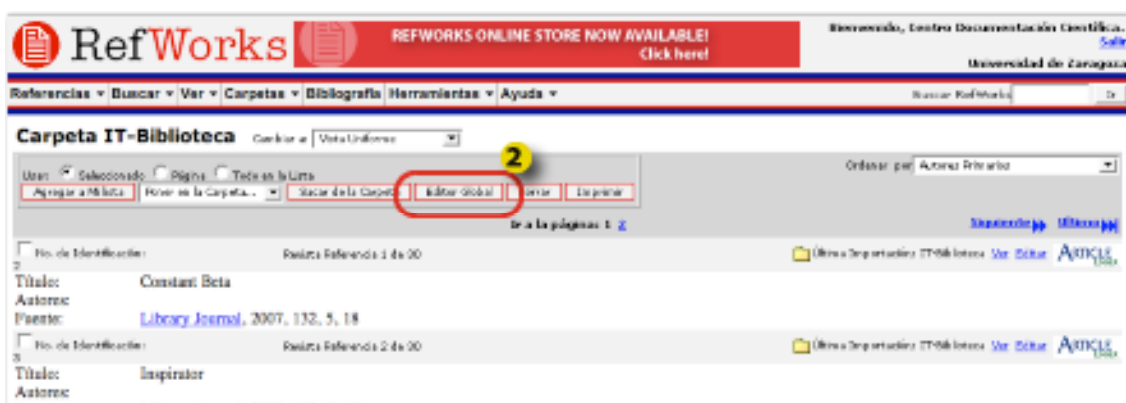 RefWorks
REFWORKS ONLINE STORE NOW AVAILABLE!
Click here!
Bienvenido, Centro Documentación Científica.
Salir
Universidad de Zaragoza
Referencias Buscar Ver Carpetas Bibliografía Herramientas Ayuda
Buscar RefWorks Ir
Carpeta IT-Biblioteca Cambiar a Vista Uniforme
2
Usar: Seleccionado Página Todo en la Lista
Ordenar por Autores Primarios
Agregar a Mi lista Poner en la Carpeta... Sacar de la Carpeta Editar Global Borrar Imprimir
Ir a la página: 1 2
Siguiente Último
No. de Identificación: Revista Referencia 1 de 30 Última Importación; IT-Biblioteca Ver Editar ARTICLE
2
Título: Constant Beta
Autores:
Fuente: Library Journal, 2007, 132, 5, 18
No. de Identificación: Revista Referencia 2 de 30 Última Importación; IT-Biblioteca Ver Editar ARTICLE
3
Título: Inspirator
Autores: